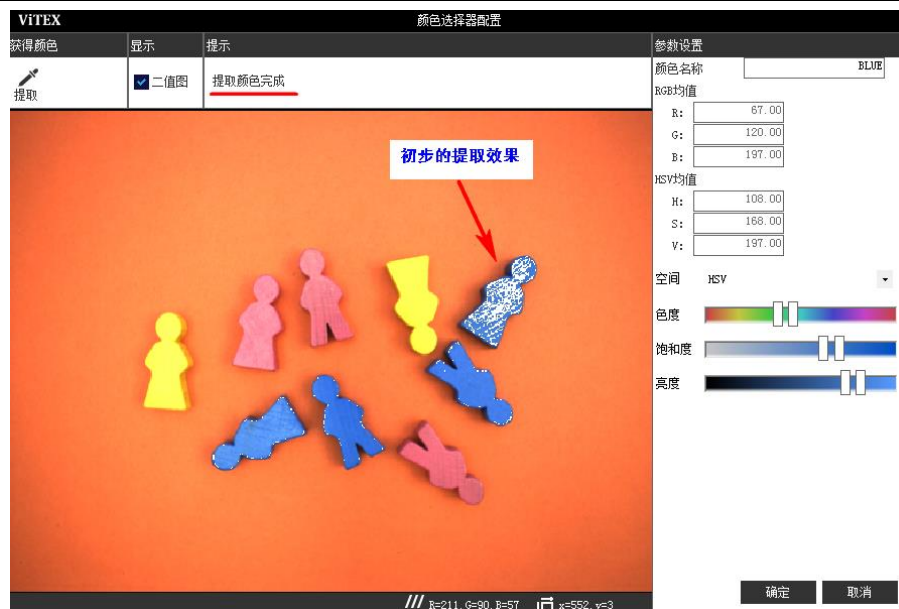 ViTEX
颜色选择器配置
获得颜色
显示
提示
参数设置
提取
二值图
提取颜色完成
颜色名称 BLUE
RGB均值
R: 67.00
G: 120.00
B: 197.00
HSV均值
H: 108.00
S: 168.00
V: 197.00
空间 HSV
色度
饱和度
亮度
初步的提取效果
确定
取消
R=211, G=90, B=57
x=552, y=3